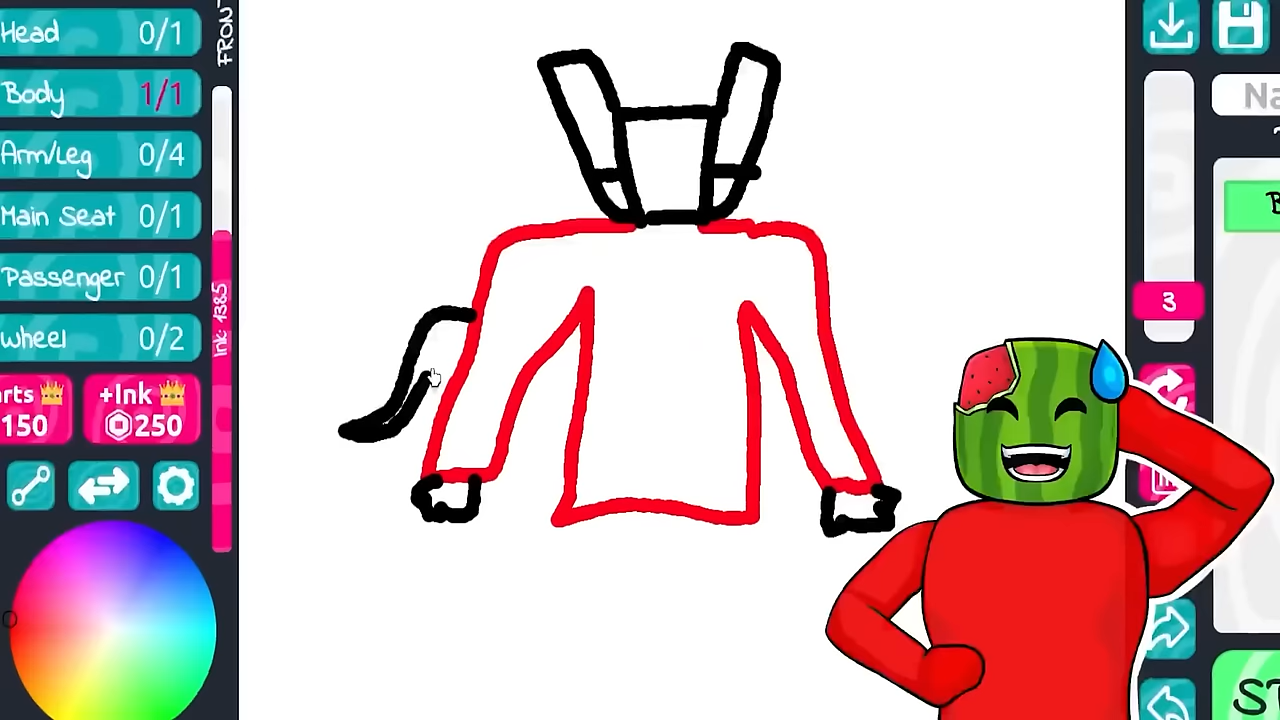 Head 0/1
FRONT
Body 1/1
Arm/Leg 0/4
Main Seat 0/1
Passenger 0/1
Wheel 0/2
Ink: 1385
+Ink
150
250
3